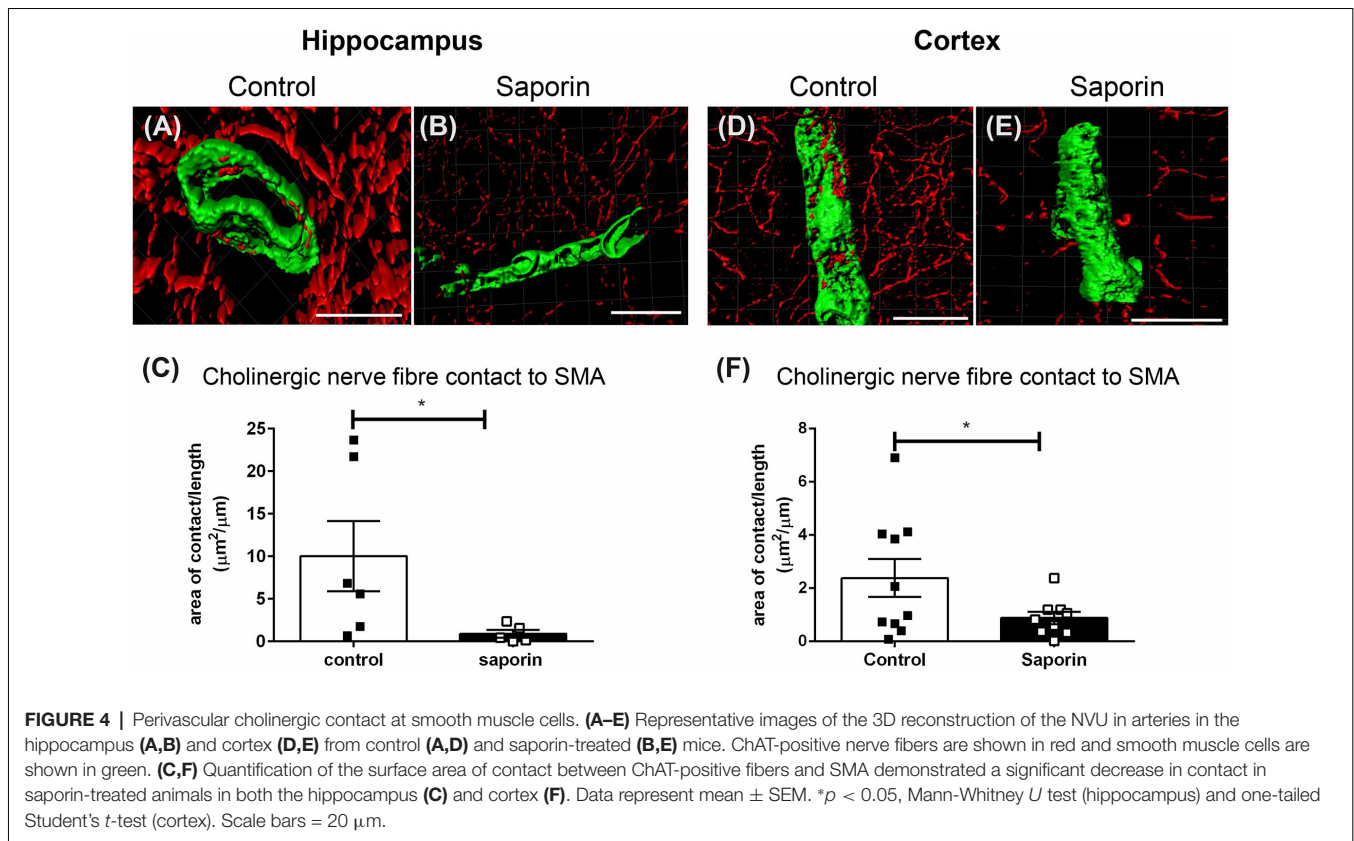 Hippocampus
Cortex
Control
Saporin
Control
Saporin
(A)
(B)
(D)
(E)
(C)
Cholinergic nerve fibre contact to SMA
*
area of contact/length
(µm²/µm)
25
20
15
10
5
0
control
saporin
(F)
Cholinergic nerve fibre contact to SMA
*
area of contact/length
(µm²/µm)
8
6
4
2
0
Control
Saporin
FIGURE 4 | Perivascular cholinergic contact at smooth muscle cells. (A–E) Representative images of the 3D reconstruction of the NVU in arteries in the
hippocampus (A,B) and cortex (D,E) from control (A,D) and saporin-treated (B,E) mice. ChAT-positive nerve fibers are shown in red and smooth muscle cells are
shown in green. (C,F) Quantification of the surface area of contact between ChAT-positive fibers and SMA demonstrated a significant decrease in contact in
saporin-treated animals in both the hippocampus (C) and cortex (F). Data represent mean ± SEM. *p < 0.05, Mann-Whitney U test (hippocampus) and one-tailed
Student's t-test (cortex). Scale bars = 20 µm.